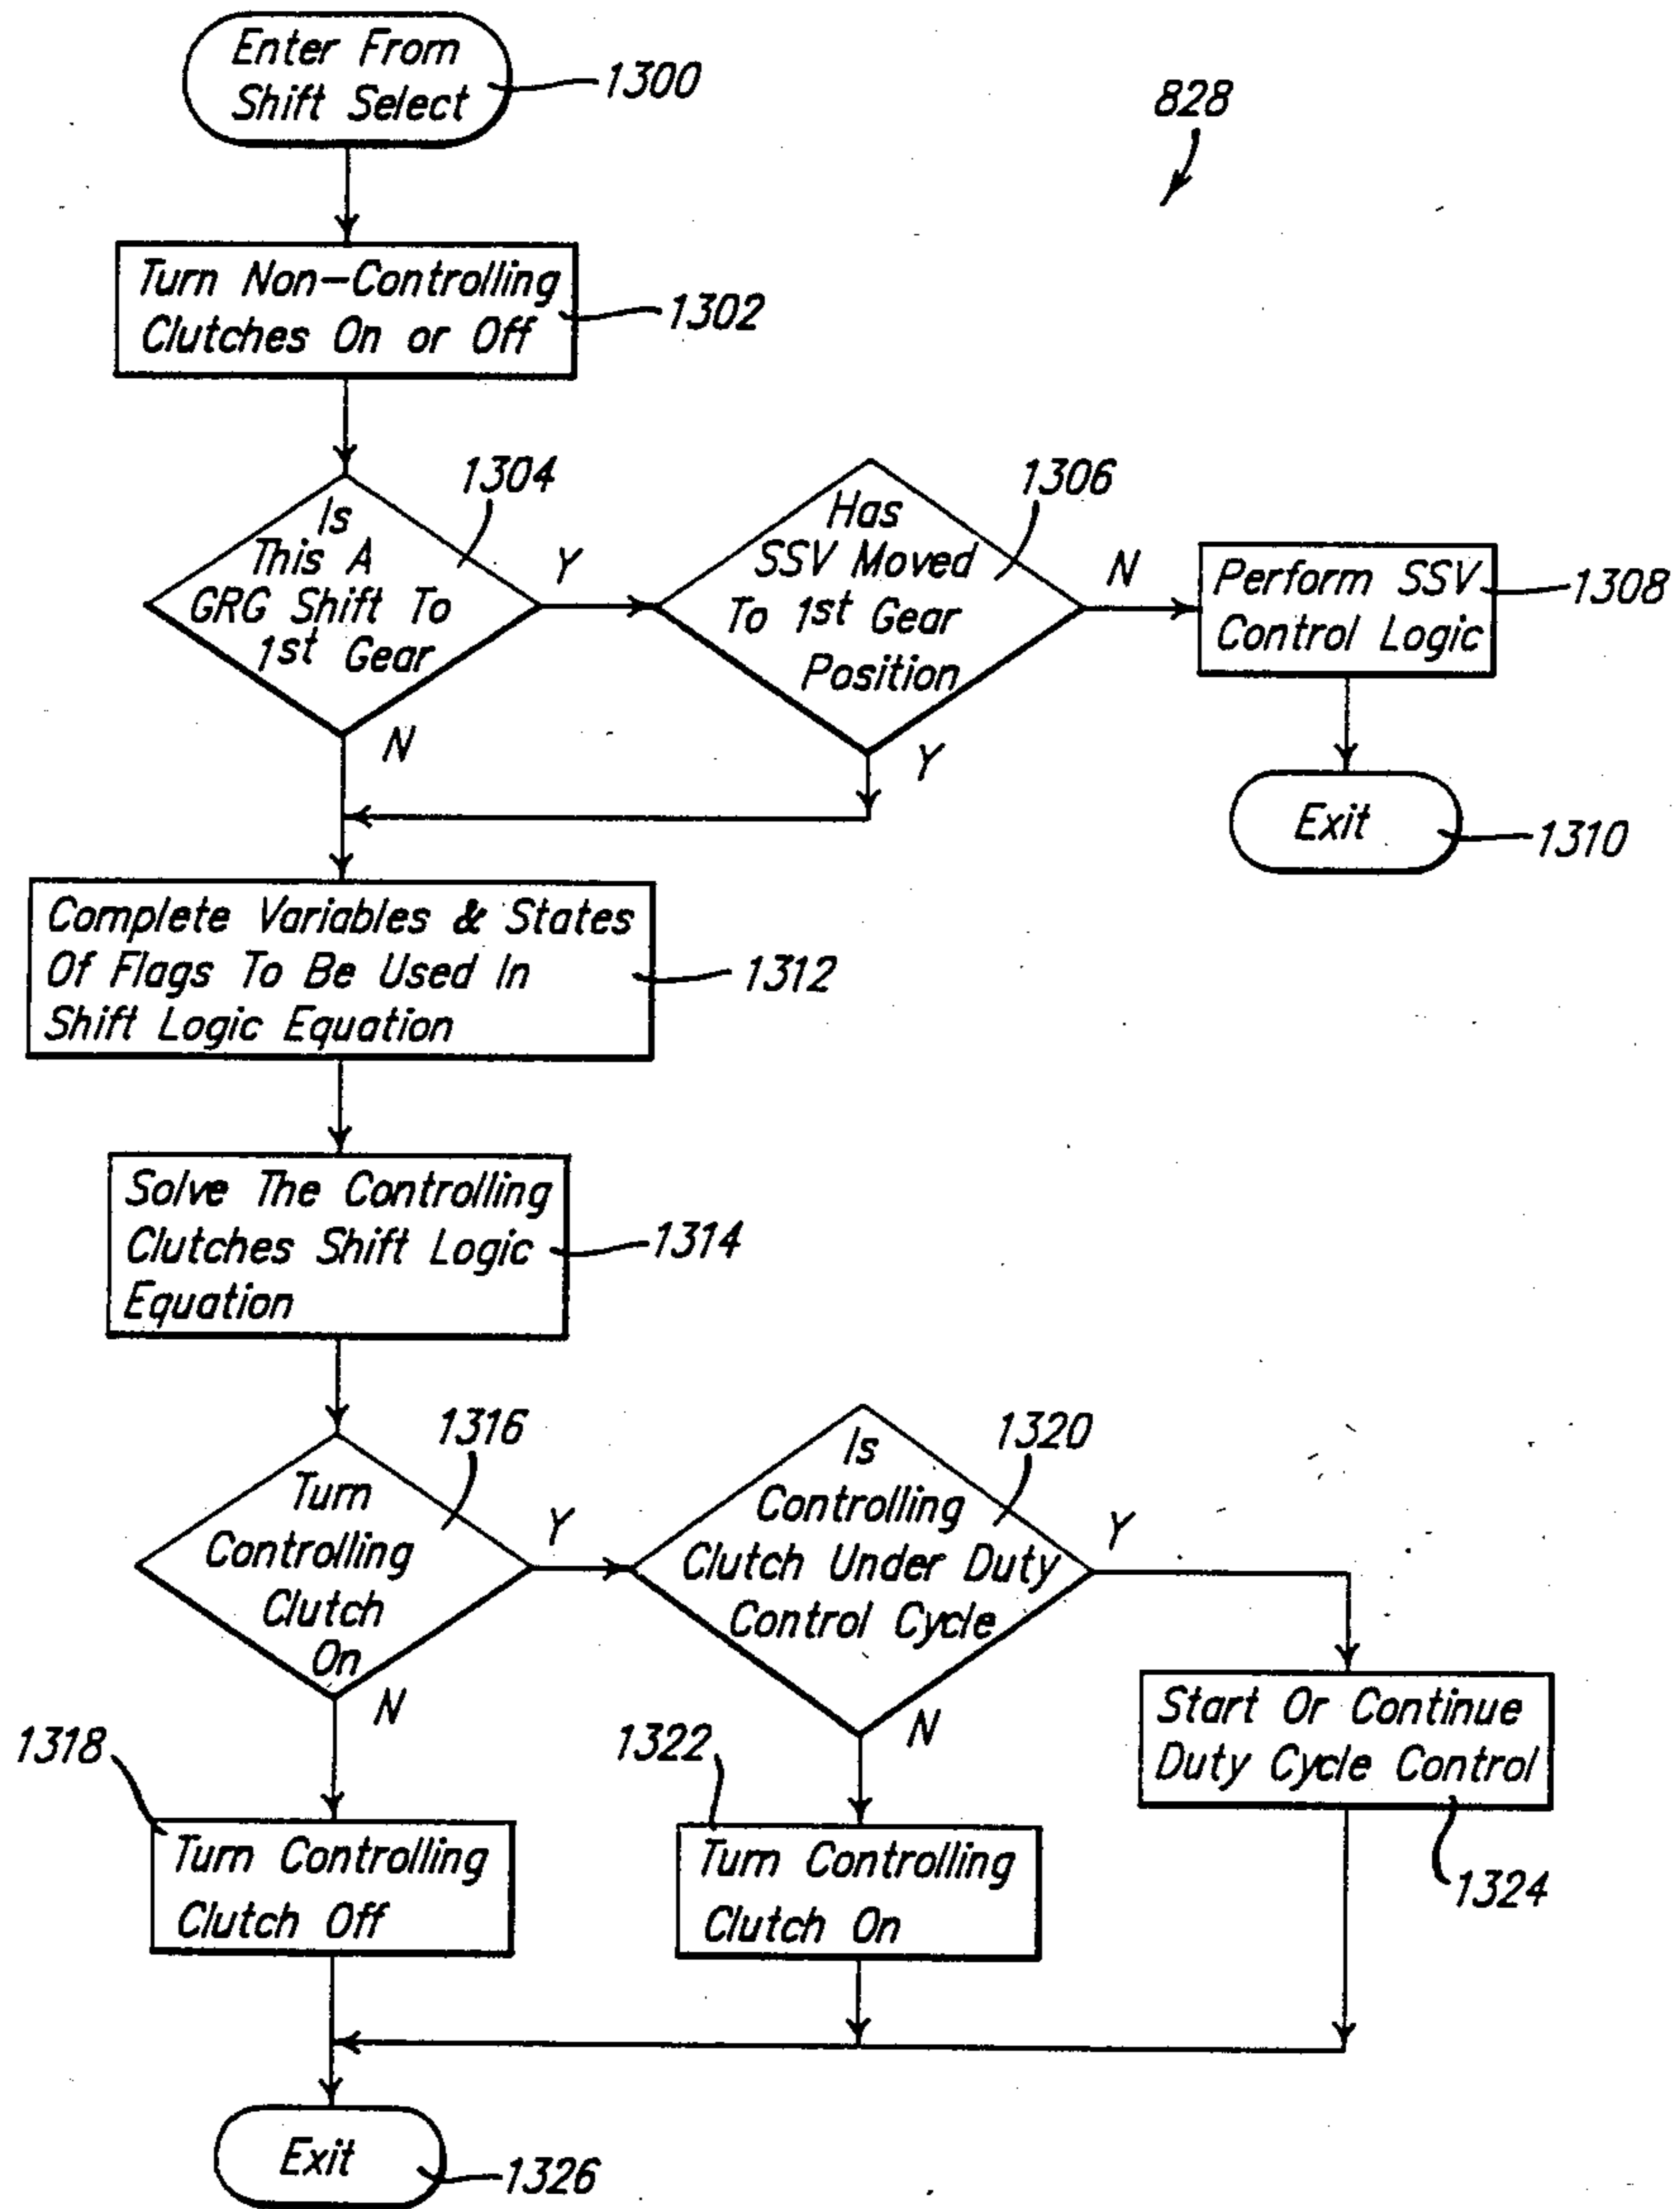 Enter From
Shift Select
1300
828
Turn Non-Controlling
Clutches On or Off
1302
Is
This A
GRG Shift To
1st Gear
1304
Y
N
Has
SSV Moved
To 1st Gear
Position
1306
N
Y
Perform SSV
Control Logic
1308
Exit
1310
Complete Variables & States
Of Flags To Be Used In
Shift Logic Equation
1312
Solve The Controlling
Clutches Shift Logic
Equation
1314
Turn
Controlling
Clutch
On
1316
Y
N
Is
Controlling
Clutch Under Duty
Control Cycle
1320
Y
N
Start Or Continue
Duty Cycle Control
1324
1318
Turn Controlling
Clutch Off
1322
Turn Controlling
Clutch On
Exit
1326